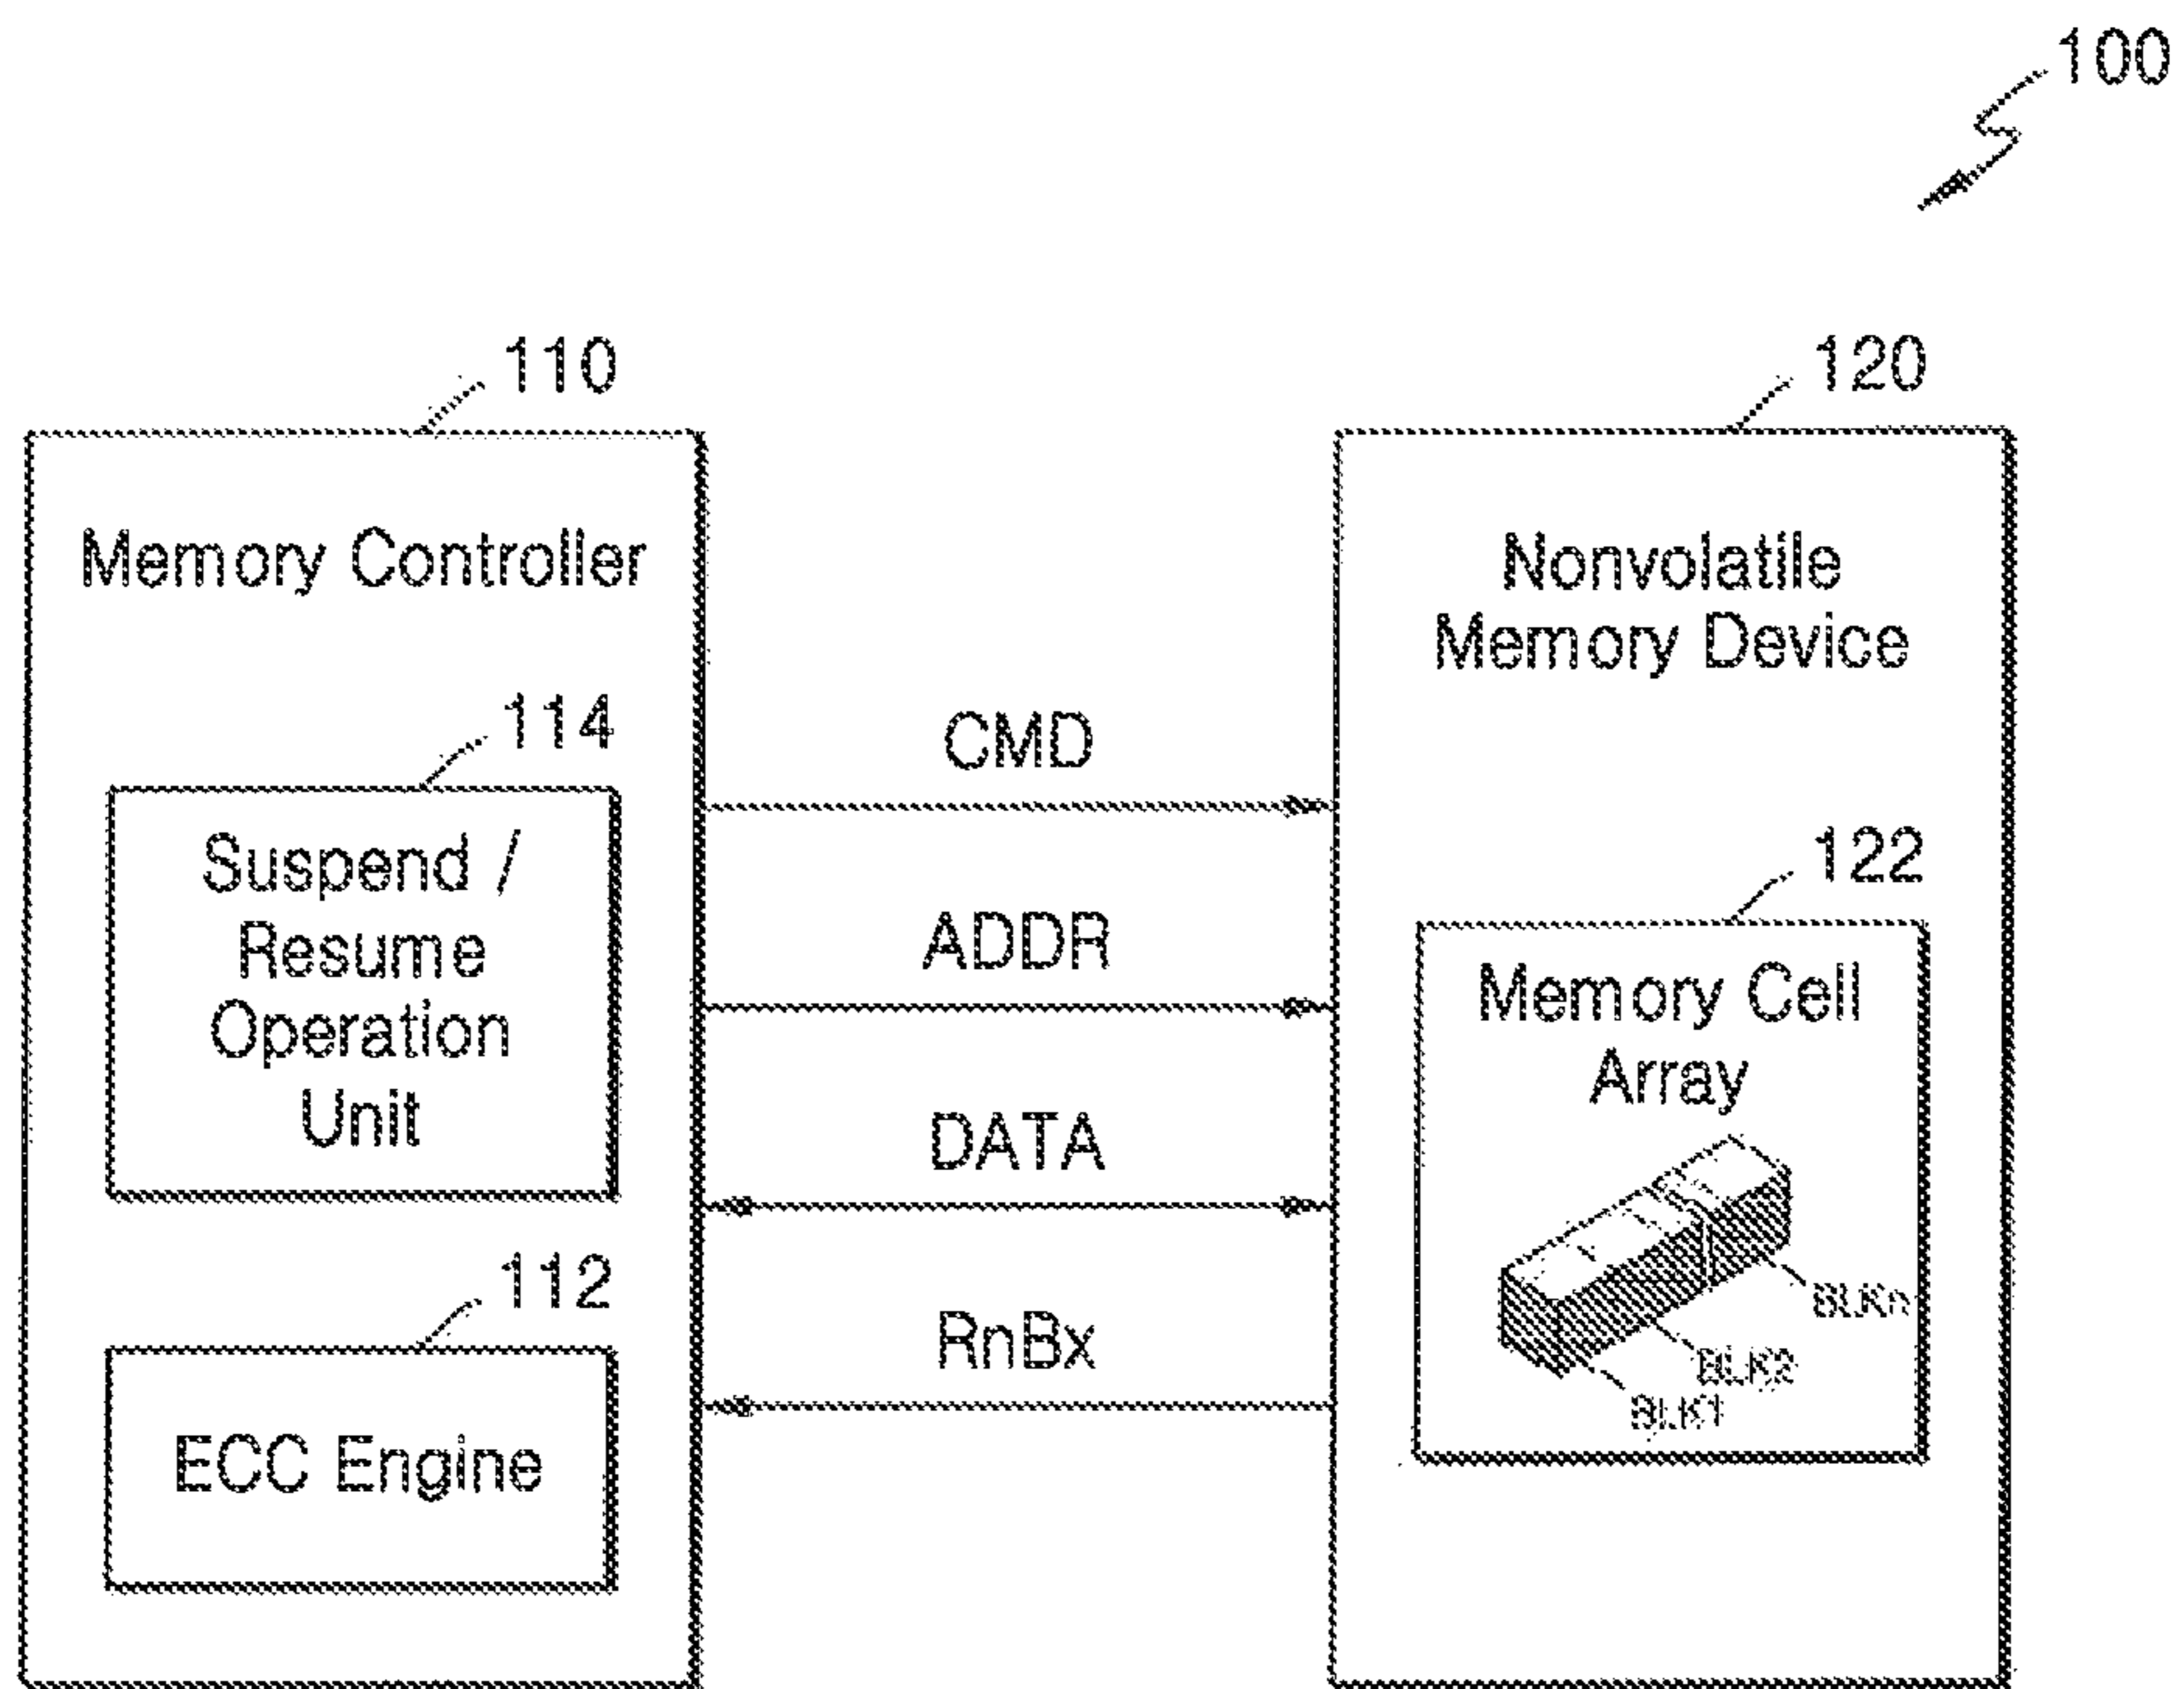 100
110
120
Memory Controller
Nonvolatile
Memory Device
114
Suspend /
Resume
Operation
Unit
112
ECC Engine
CMD
ADDR
DATA
RnBx
122
Memory Cell
Array
BLKn
BLK2
BLK1